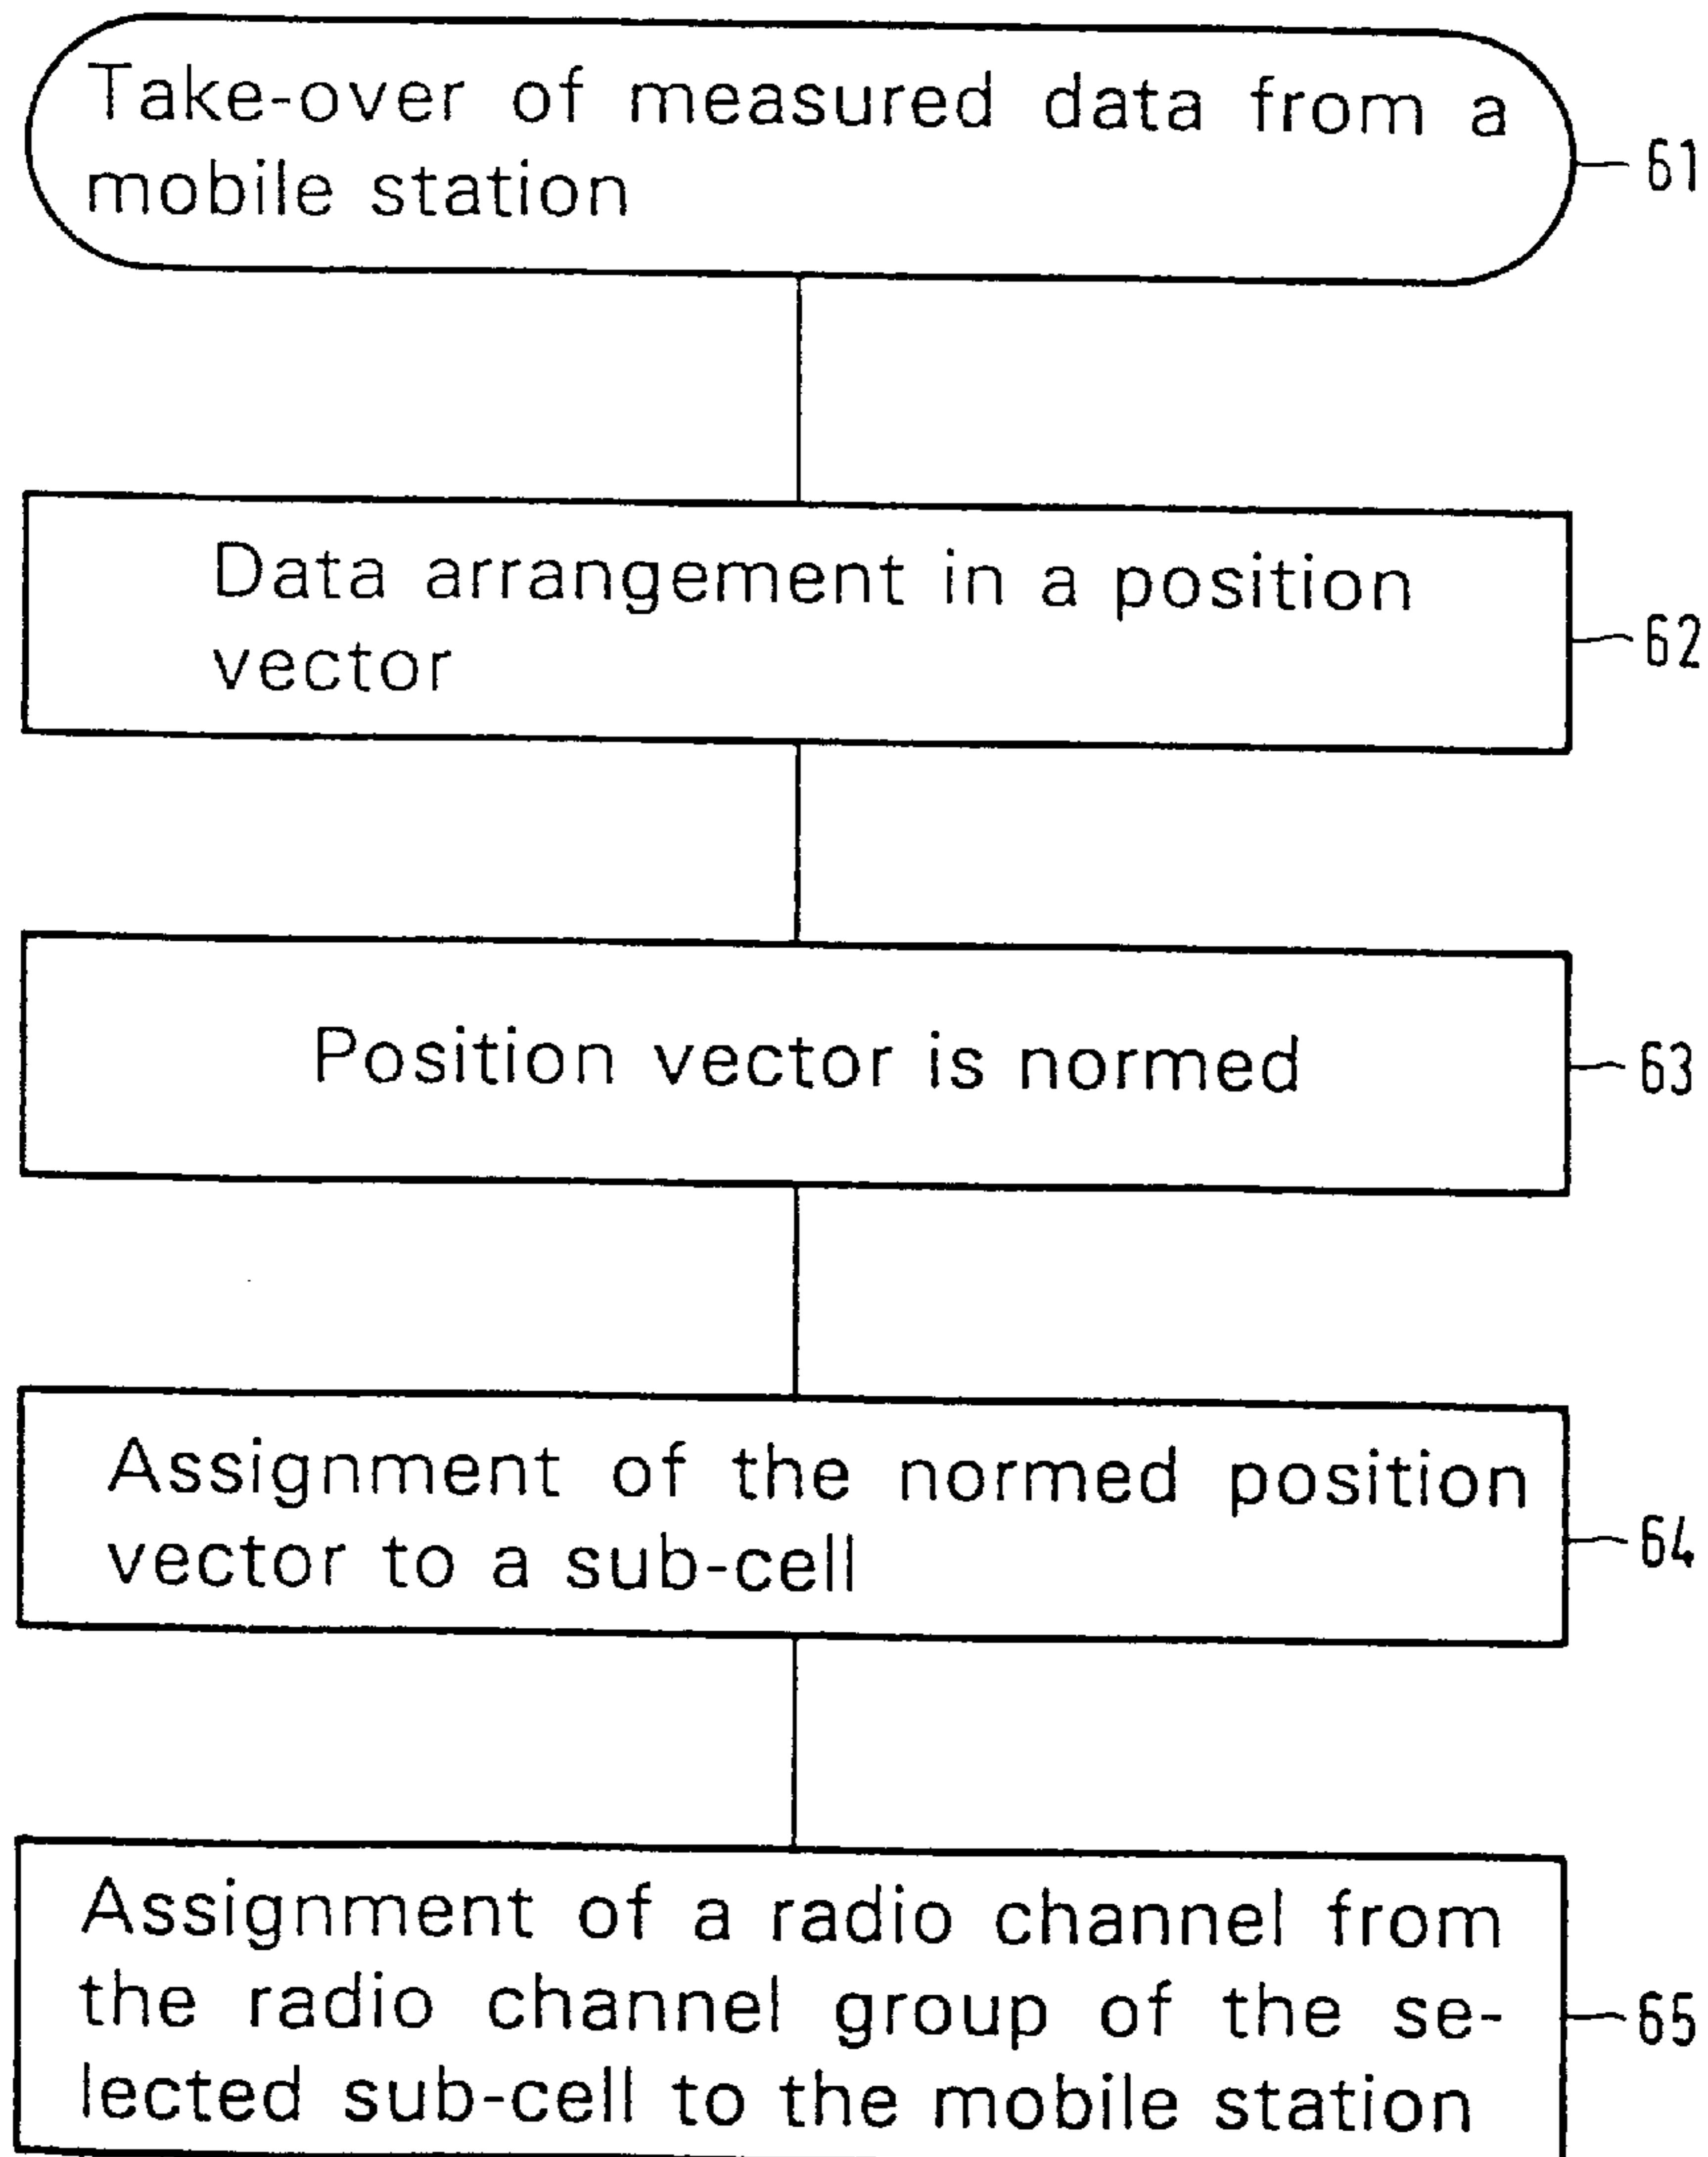 Take-over of measured data from a
mobile station
61
Data arrangement in a position
vector
62
Position vector is normed
63
Assignment of the normed position
vector to a sub-cell
64
Assignment of a radio channel from
the radio channel group of the se-
lected sub-cell to the mobile station
65